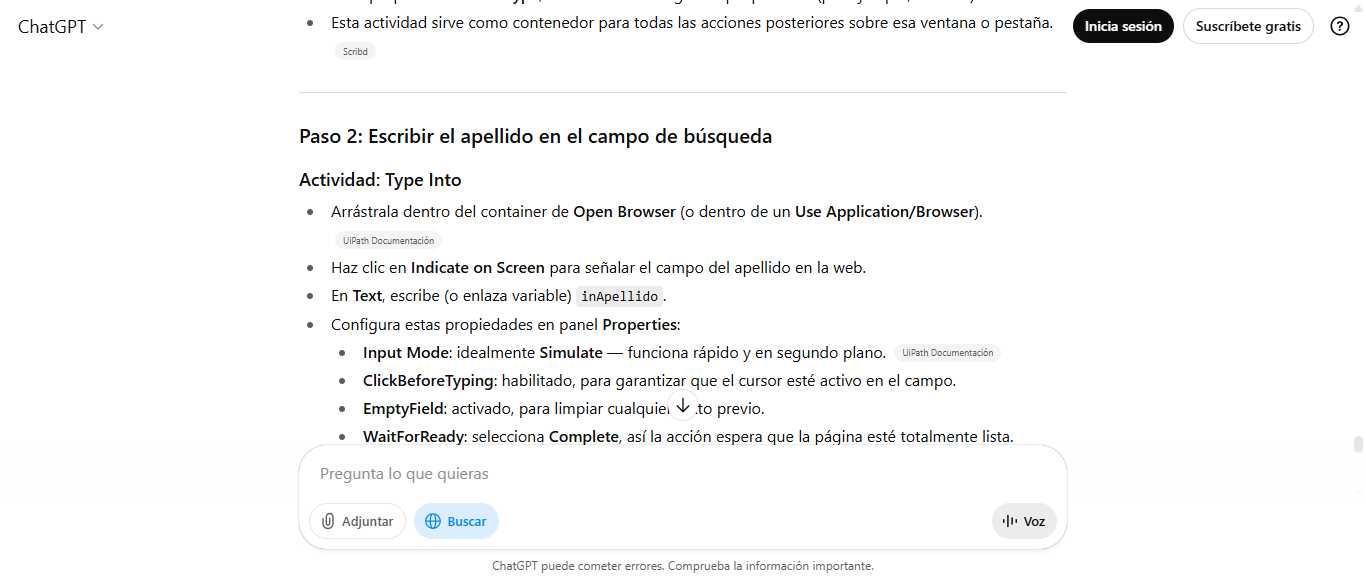 ChatGPT
Inicia sesión
Suscríbete gratis
Esta actividad sirve como contenedor para todas las acciones posteriores sobre esa ventana o pestaña.
Scribd
Paso 2: Escribir el apellido en el campo de búsqueda
Actividad: Type Into
Arrástrala dentro del container de Open Browser (o dentro de un Use Application/Browser).
UiPath Documentación
Haz clic en Indicate on Screen para señalar el campo del apellido en la web.
En Text, escribe (o enlaza variable) inApellido.
Configura estas propiedades en panel Properties:
Input Mode: idealmente Simulate — funciona rápido y en segundo plano. UiPath Documentación
ClickBeforeTyping: habilitado, para garantizar que el cursor esté activo en el campo.
EmptyField: activado, para limpiar previo.
WaitForReady: selecciona Complete, así la acción espera que la página esté totalmente lista.
Pregunta lo que quieras
Adjuntar
Buscar
Voz
ChatGPT puede cometer errores. Comprueba la información importante.